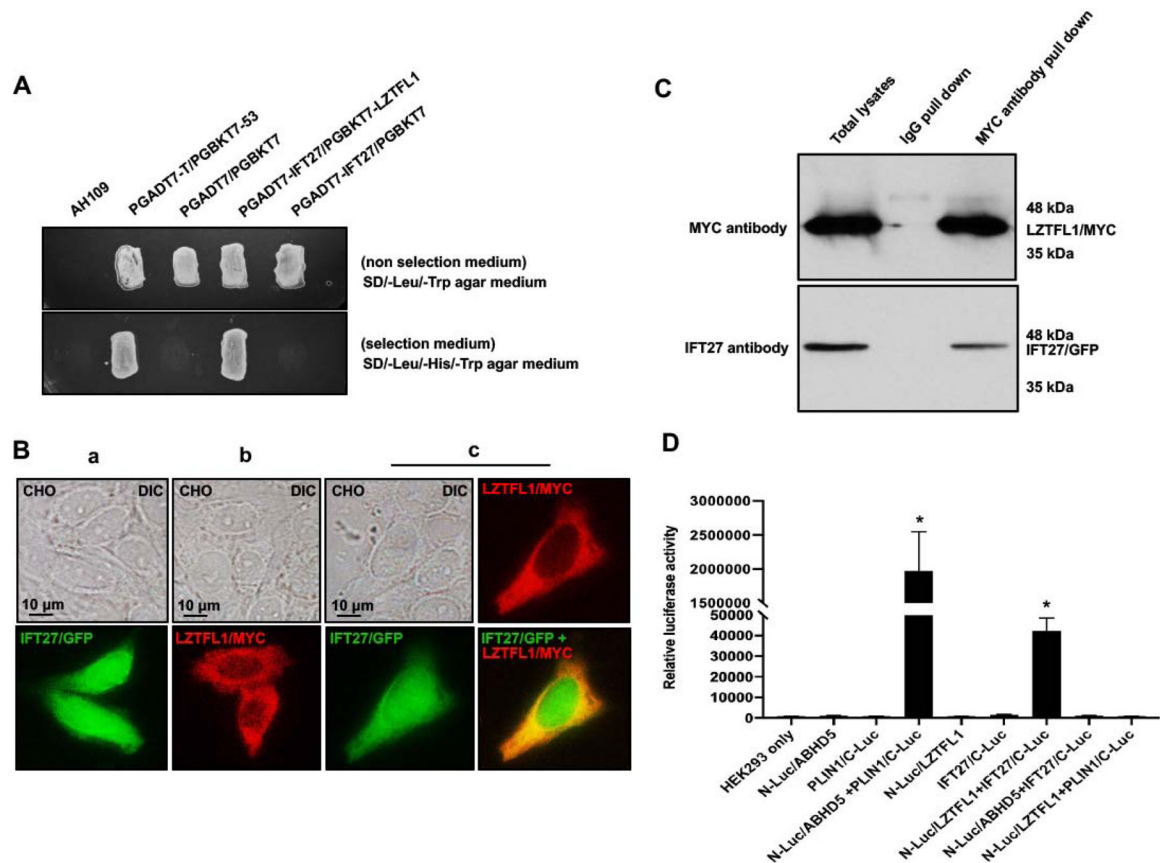 A
AH109
PGADT7-T/PGBKT7-53
PGADT7/PGBKT7
PGADT7-IFT27/PGBKT7-LZTFL1
PGADT7-IFT27/PGBKT7
(non selection medium)
SD/-Leu/-Trp agar medium
(selection medium)
SD/-Leu/-His/-Trp agar medium
B
a
b
c
CHO DIC
10 µm
CHO DIC
10 µm
CHO DIC
10 µm
LZTFL1/MYC
IFT27/GFP
LZTFL1/MYC
IFT27/GFP
IFT27/GFP +
LZTFL1/MYC
C
Total lysates
IgG pull down
MYC antibody pull down
MYC antibody
48 kDa
LZTFL1/MYC
35 kDa
IFT27 antibody
48 kDa
IFT27/GFP
35 kDa
D
Relative luciferase activity
3000000
2500000
2000000
1500000
50000
40000
30000
20000
10000
0
*
*
HEK293 only
N-Luc/ABHD5
PLIN1/C-Luc
N-Luc/ABHD5 +PLIN1/C-Luc
N-Luc/LZTFL1
IFT27/C-Luc
N-Luc/LZTFL1+IFT27/C-Luc
N-Luc/ABHD5+IFT27/C-Luc
N-Luc/LZTFL1+PLIN1/C-Luc